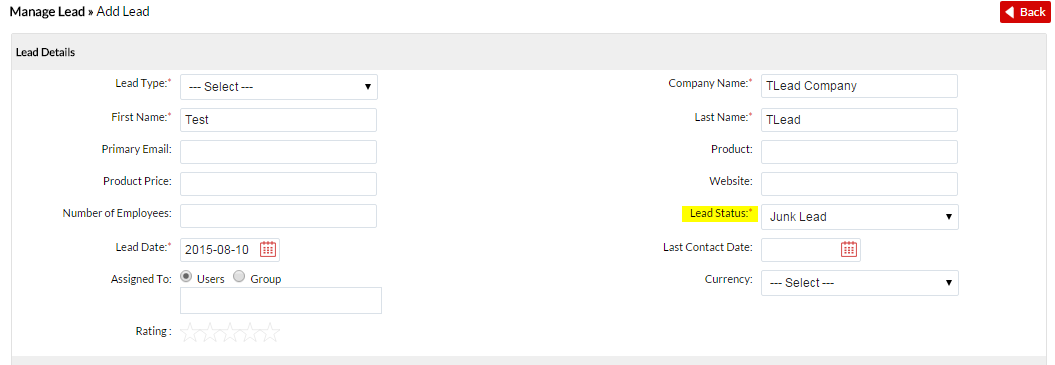 Manage Lead » Add Lead
Back
Lead Details
Lead Type:* --- Select ---
Company Name:* TLead Company
First Name:* Test
Last Name:* TLead
Primary Email:
Product:
Product Price:
Website:
Number of Employees:
Lead Status:* Junk Lead
Lead Date:* 2015-08-10
Last Contact Date:
Assigned To: Users Group
Currency: --- Select ---
Rating :